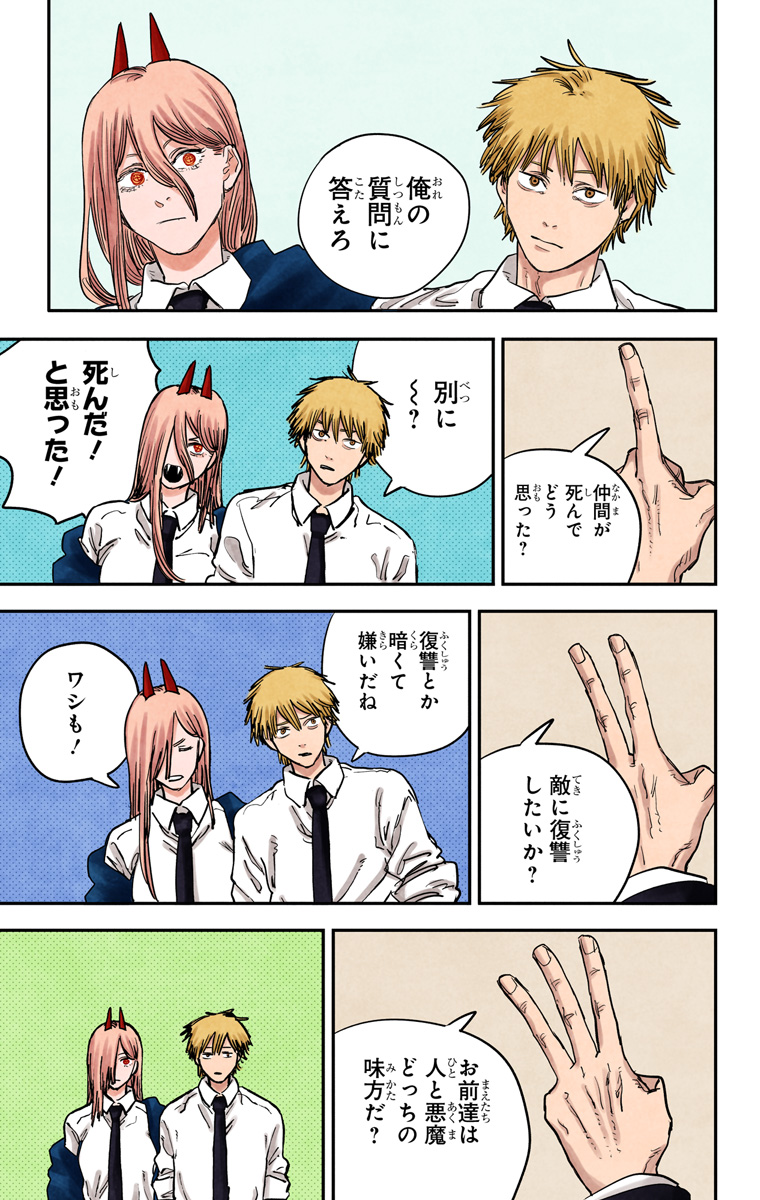 俺の
質問に
答えろ
仲間が
死んで
どう
思った?
別に
〜?
死んだ!
と思った!
敵に復讐
したいか?
復讐とか
暗くて
嫌いだね
ワシも!
お前達は
人と悪魔
どっちの
味方だ?